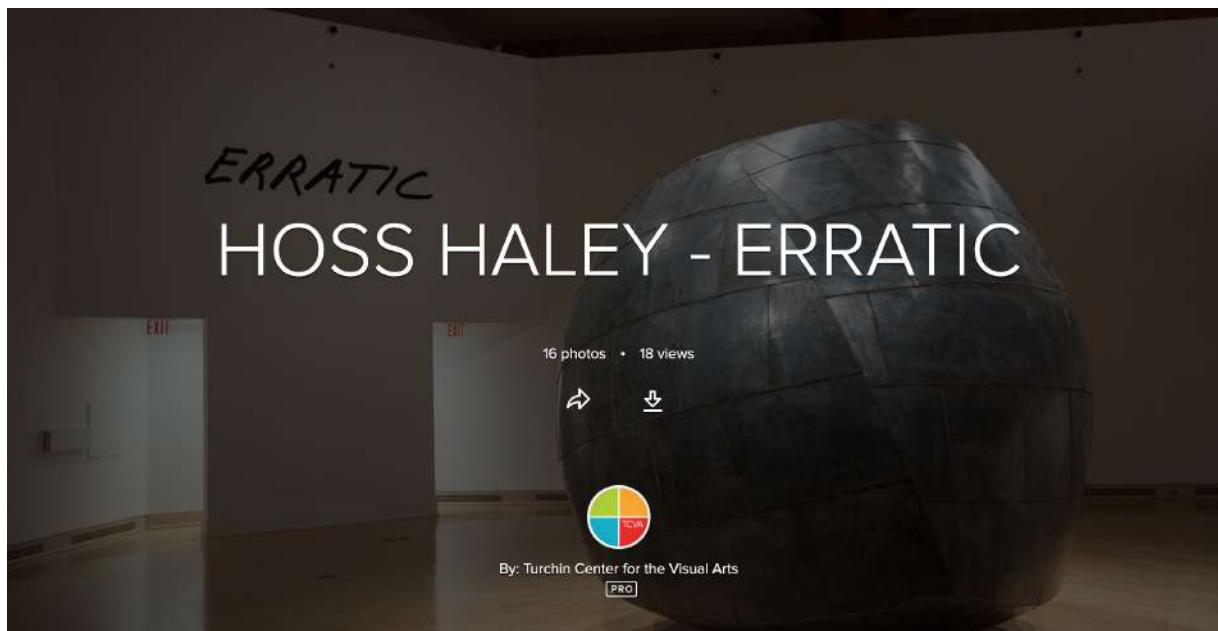 ERRATIC
HOSS HALEY - ERRATIC
EXIT
EXIT
16 photos • 18 views
TCVA
By: Turchin Center for the Visual Arts
PRO